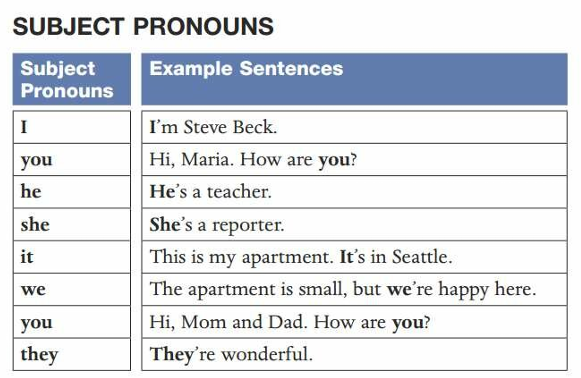 SUBJECT PRONOUNS
Subject Pronouns Example Sentences
I I'm Steve Beck.
you Hi, Maria. How are you?
he He's a teacher.
she She's a reporter.
it This is my apartment. It's in Seattle.
we The apartment is small, but we're happy here.
you Hi, Mom and Dad. How are you?
they They're wonderful.